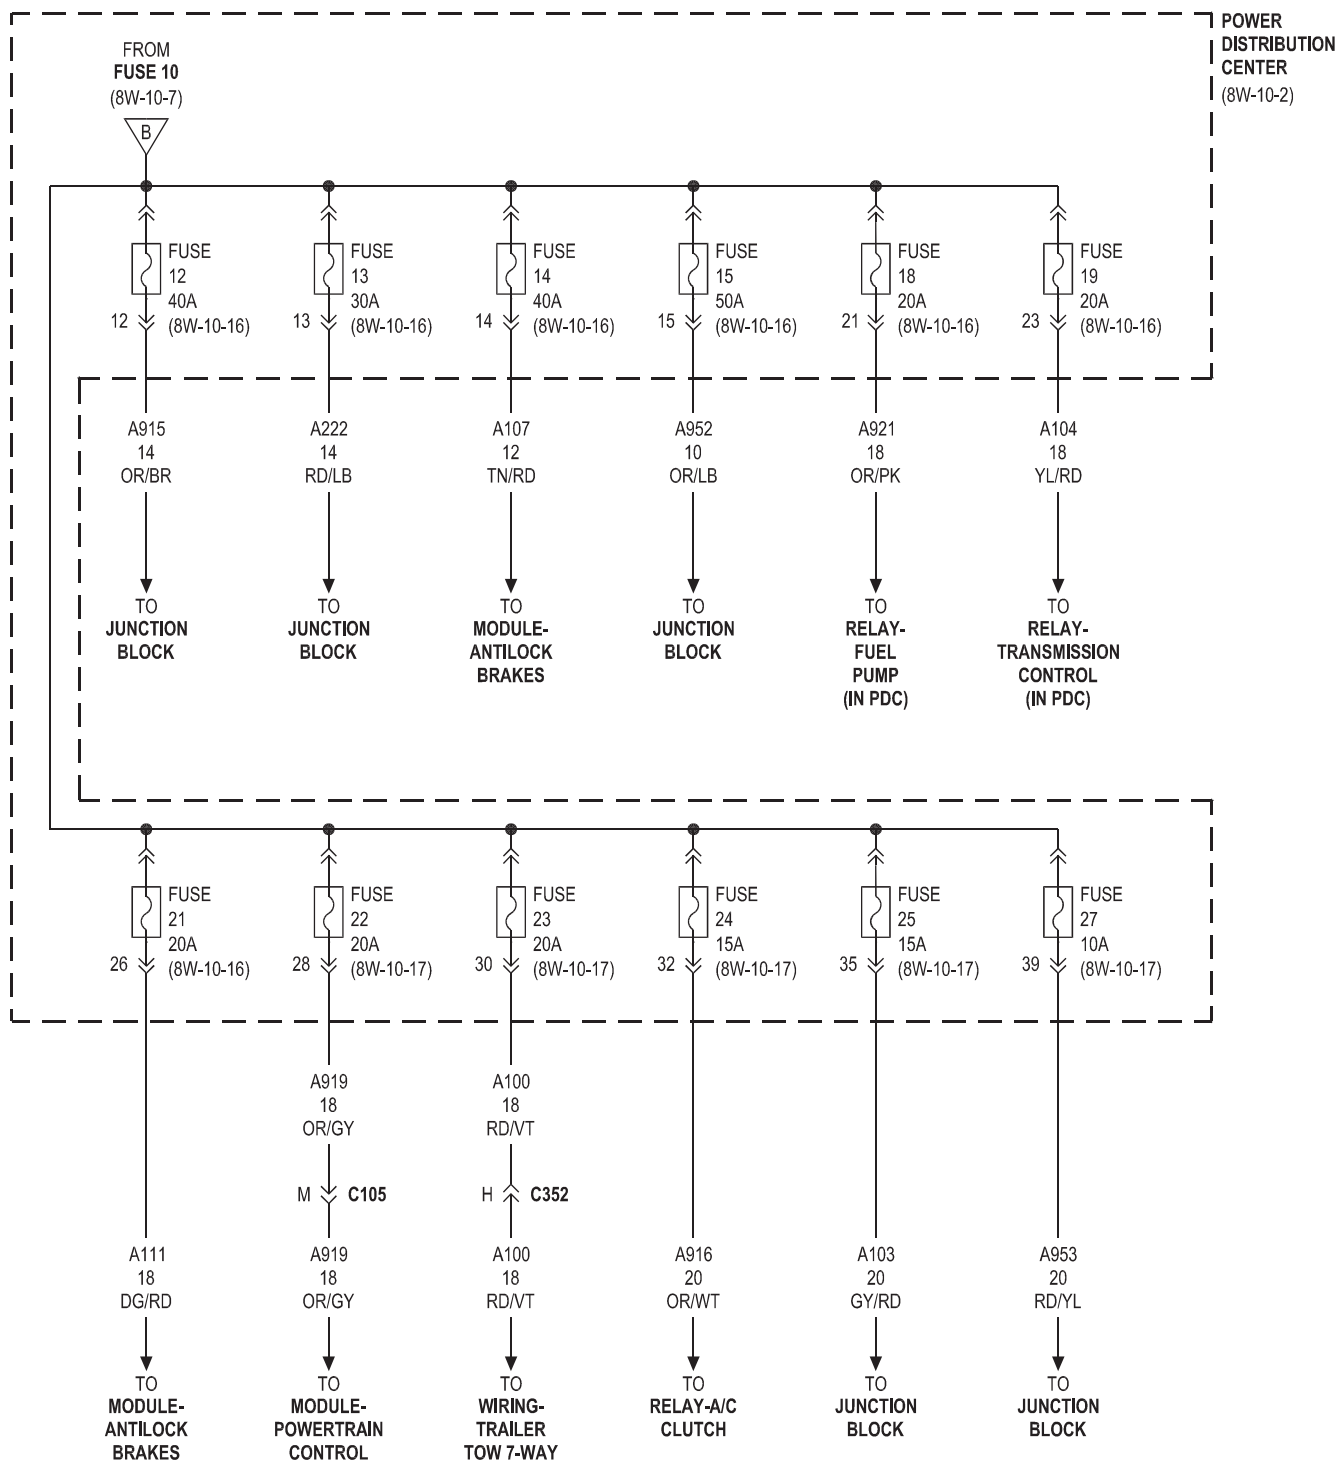 POWER
DISTRIBUTION
CENTER
(8W-10-2)
FROM
FUSE 10
(8W-10-7)
B
FUSE
12
40A
(8W-10-16)
12
FUSE
13
30A
(8W-10-16)
13
FUSE
14
40A
(8W-10-16)
14
FUSE
15
50A
(8W-10-16)
15
FUSE
18
20A
(8W-10-16)
21
FUSE
19
20A
(8W-10-16)
23
A915
14
OR/BR
A222
14
RD/LB
A107
12
TN/RD
A952
10
OR/LB
A921
18
OR/PK
A104
18
YL/RD
TO
JUNCTION
BLOCK
TO
JUNCTION
BLOCK
TO
MODULE-
ANTILOCK
BRAKES
TO
JUNCTION
BLOCK
TO
RELAY-
FUEL
PUMP
(IN PDC)
TO
RELAY-
TRANSMISSION
CONTROL
(IN PDC)
FUSE
21
20A
(8W-10-16)
26
FUSE
22
20A
(8W-10-17)
28
FUSE
23
20A
(8W-10-17)
30
FUSE
24
15A
(8W-10-17)
32
FUSE
25
15A
(8W-10-17)
35
FUSE
27
10A
(8W-10-17)
39
A919
18
OR/GY
A100
18
RD/VT
M C105
H C352
A111
18
DG/RD
A919
18
OR/GY
A100
18
RD/VT
A916
20
OR/WT
A103
20
GY/RD
A953
20
RD/YL
TO
MODULE-
ANTILOCK
BRAKES
TO
MODULE-
POWERTRAIN
CONTROL
TO
WIRING-
TRAILER
TOW 7-WAY
TO
RELAY-A/C
CLUTCH
TO
JUNCTION
BLOCK
TO
JUNCTION
BLOCK